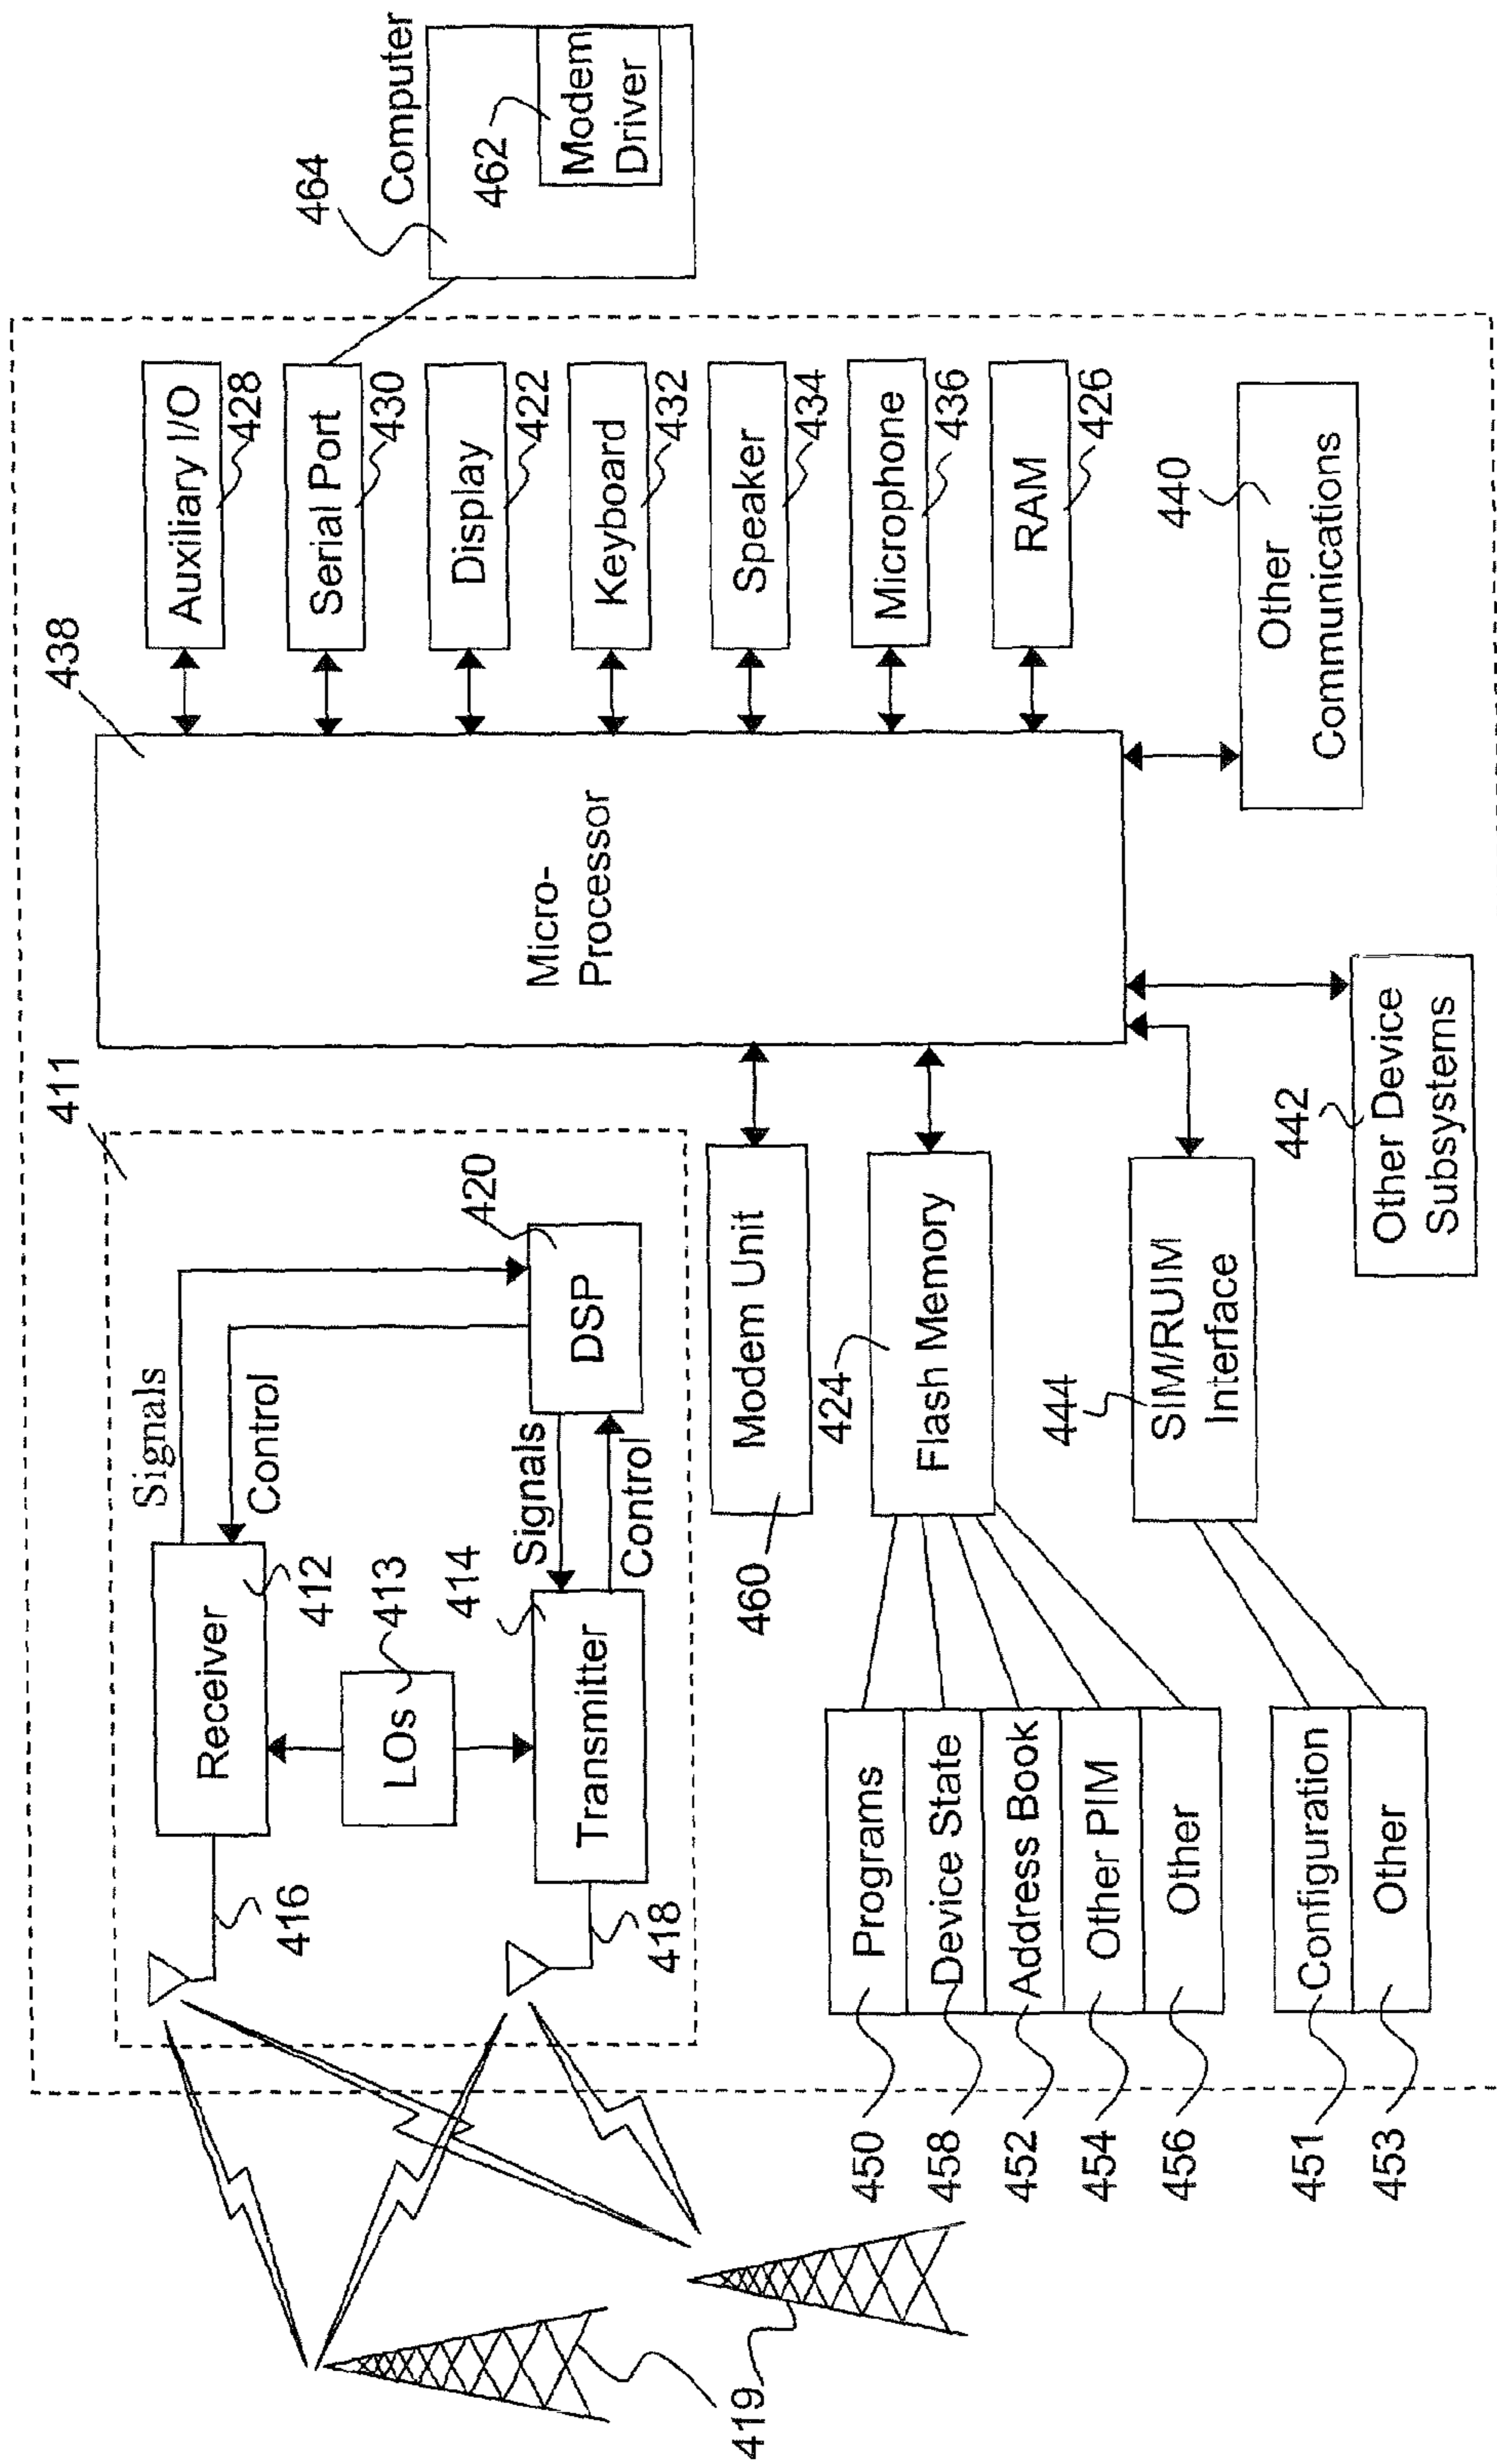 411
438
Signals
Control
Receiver
412
416
LOs
413
414
Signals
Control
Transmitter
418
420
DSP
419
Micro-
Processor
Auxiliary I/O
428
Serial Port
430
Display
422
Keyboard
432
Speaker
434
Microphone
436
RAM
426
464
Computer
462
Modem
Driver
Modem Unit
460
424
Flash Memory
444
SIM/RUIM
Interface
442
Other Device
Subsystems
440
Other
Communications
450
Programs
458
Device State
452
Address Book
454
Other PIM
456
Other
451
Configuration
453
Other